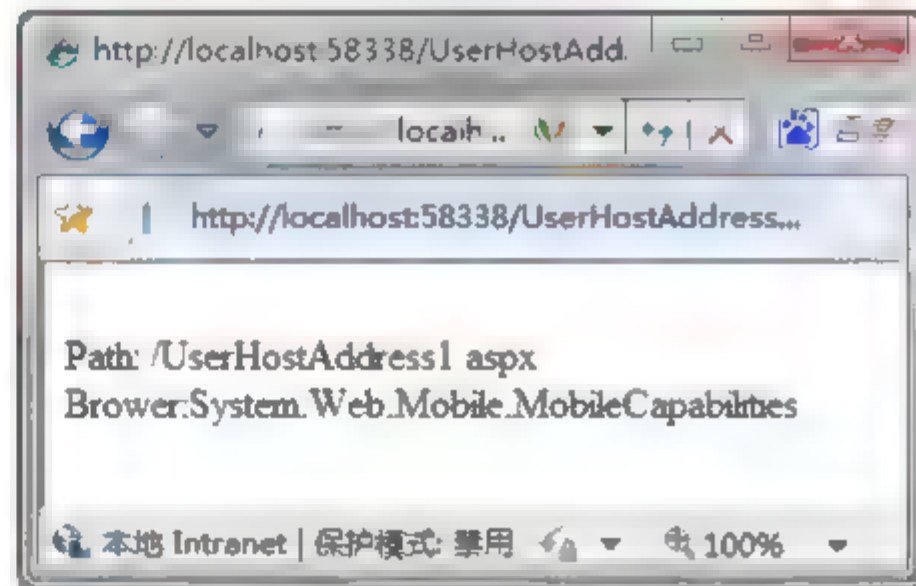 http://localhost:58338/UserHostAdd.
localh...
http://localhost:58338/UserHostAddress...
Path: /UserHostAddress1 aspx
Brower:System.Web.Mobile.MobileCapabilities
本地 Intranet | 保护模式: 禁用
100%